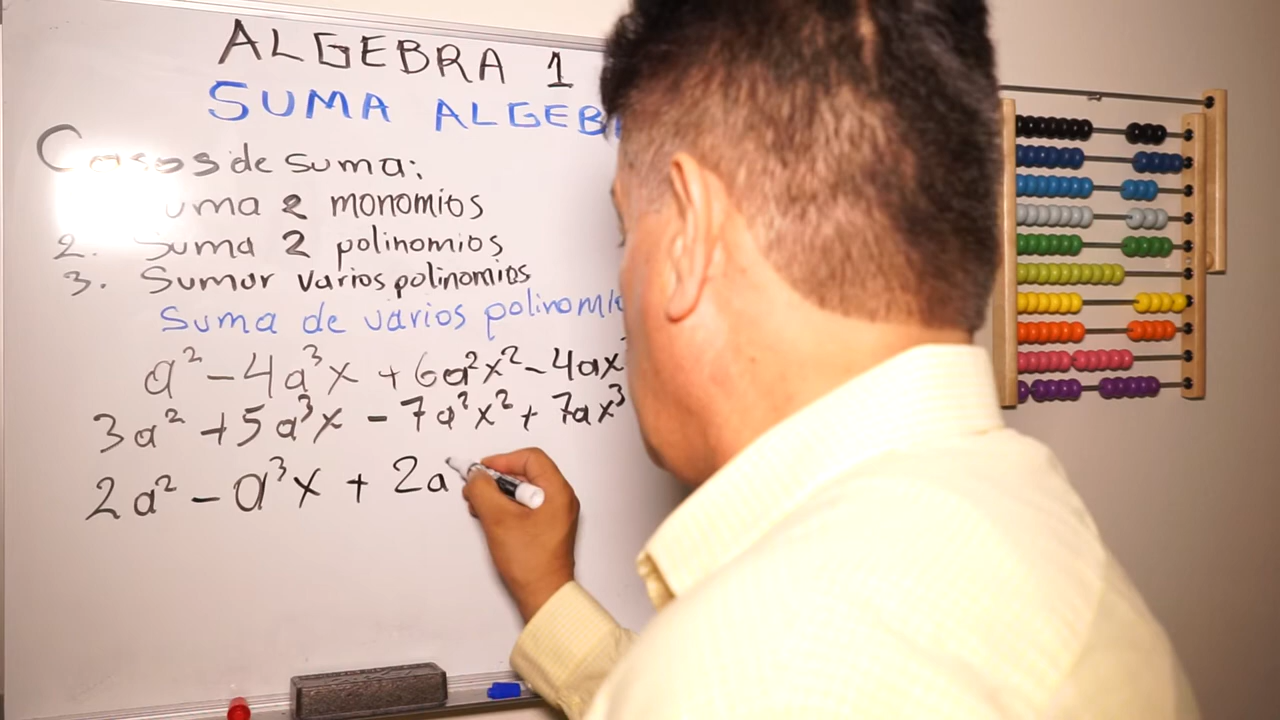 ALGEBRA 1
SUMA ALGEB
Casos de suma:
uma 2 monomios
2. Suma 2 polinomios
3. Sumar varios polinomios
Suma de varios polinomio
a² - 4a³x + 6a²x² - 4ax
3a² + 5a³x - 7a²x² + 7ax³
2a² - a³x + 2a